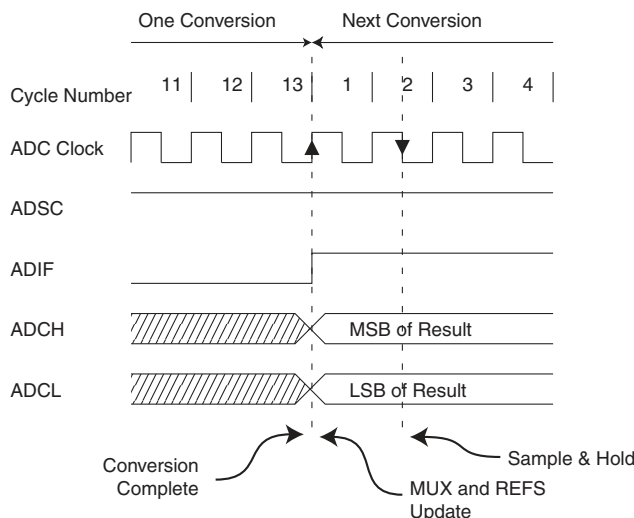 One Conversion Next Conversion
Cycle Number 11 12 13 1 2 3 4
ADC Clock
ADSC
ADIF
ADCH MSB of Result
ADCL LSB of Result
Conversion
Complete
MUX and REFS
Update
Sample & Hold